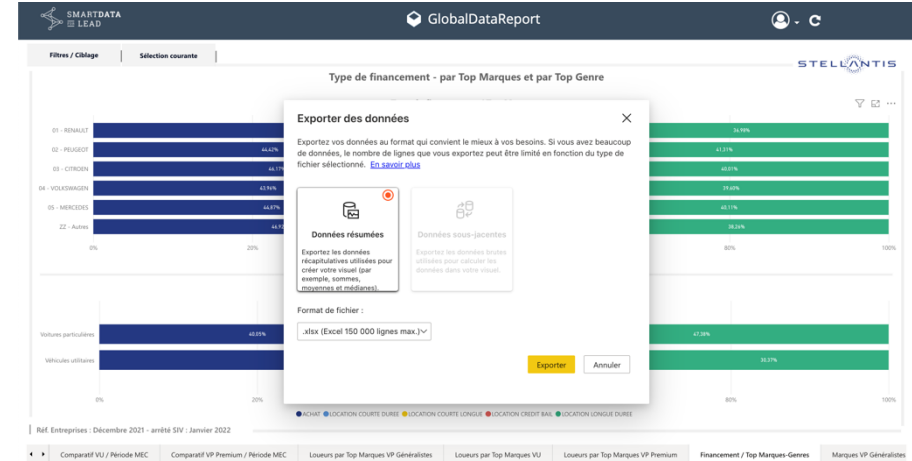 SMARTDATA
LEAD
GlobalDataReport
Filtres / Ciblage
Sélection courante
STELLANTIS
Type de financement - par Top Marques et par Top Genre
Exporter des données
Exportez vos données au format qui convient le mieux à vos besoins. Si vous avez beaucoup
de données, le nombre de lignes que vous exportez peut être limité en fonction du type de
fichier sélectionné. En savoir plus
Données résumées
Exportez les données
récapitulatives utilisées pour
créer votre visuel (par
exemple, sommes,
moyennes et médianes).
Données sous-jacentes
Exportez les données brutes
utilisées pour calculer les
données dans votre visuel.
Format de fichier :
.xlsx (Excel 150 000 lignes max.)
Exporter
Annuler
01 - RENAULT
02 - PEUGEOT 44,42% 41,31%
03 - CITROEN 40,01%
04 - VOLKSWAGEN 43,96% 39,40%
05 - MERCEDES 44,87% 40,11%
ZZ - Autres 38,26%
0% 20% 80% 100%
Voitures particulières 40,05% 47,28%
Véhicules utilitaires 30,37%
0% 20% 80% 100%
ACHAT LOCATION COURTE DUREE LOCATION COURTE LONGUE LOCATION CREDIT BAIL LOCATION LONGUE DUREE
Réf. Entreprises : Décembre 2021 - arrêté SIV : Janvier 2022
Comparatif VU / Période MEC
Comparatif VP Premium / Période MEC
Loueurs par Top Marques VP Généralistes
Loueurs par Top Marques VU
Loueurs par Top Marques VP Premium
Financement / Top Marques-Genres
Marques VP Généralistes